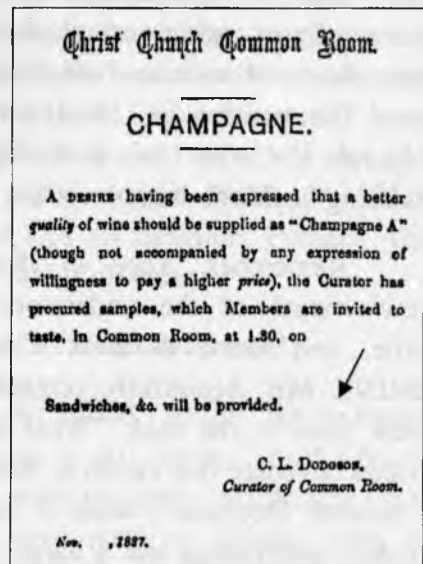 Christ Church Common Room.
CHAMPAGNE.
A DESIRE having been expressed that a better
quality of wine should be supplied as "Champagne A"
(though not accompanied by any expression of
willingness to pay a higher price), the Curator has
procured samples, which Members are invited to
taste, in Common Room, at 1.30, on
Sandwiches, &c. will be provided.
C. L. DODGSON,
Curator of Common Room.
Nov. , 1887.